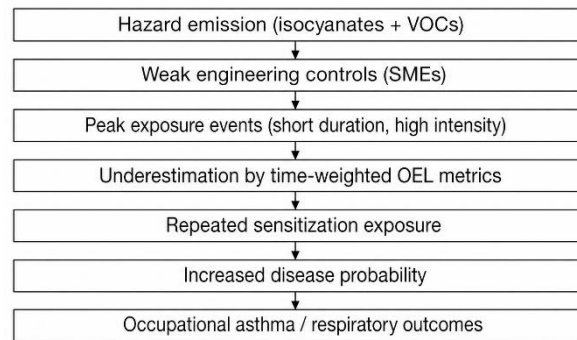 Hazard emission (isocyanates + VOCs)
Weak engineering controls (SMEs)
Peak exposure events (short duration, high intensity)
Underestimation by time-weighted OEL metrics
Repeated sensitization exposure
Increased disease probability
Occupational asthma / respiratory outcomes